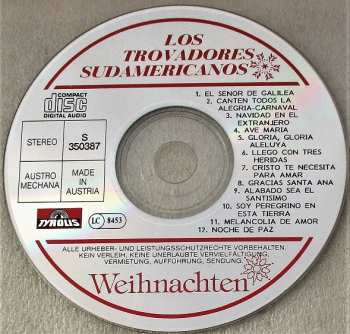 LOS
TROVADORES
SUDAMERICANOS
COMPACT
disc
DIGITAL AUDIO
STEREO
S
350387
AUSTRO
MECHANA
MADE IN
AUSTRIA
TYROLIS
LC 8453
1. EL SENOR DE GALILEA
2. CANTEN TODOS LA
ALEGRIA-CARNAVAL
3. NAVIDAD EN EL
EXTRANJERO
4. AVE MARIA
5. GLORIA, GLORIA
ALELUYA
6. LLEGO CON TRES
HERIDAS
7. CRISTO TE NECESITA
PARA AMAR
8. GRACIAS SANTA ANA
9. ALABADO SEA EL
SANTISIMO
10. SOY PEREGRINO EN
ESTA TIERRA
11. MELANCOLIA DE AMOR
12. NOCHE DE PAZ
ALLE URHEBER- UND LEISTUNGSSCHUTZRECHTE VORBEHALTEN.
KEIN VERLEIH, KEINE UNERLAUBTE VERVIELFÄLTIGUNG,
VERMIETUNG, AUFFÜHRUNG, SENDUNG.
Weihnachten